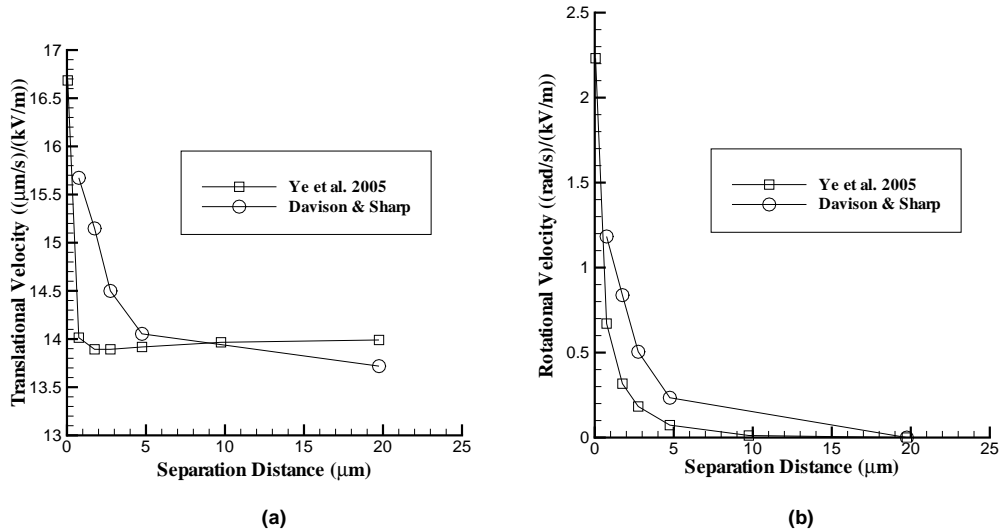 17
16.5
16
15.5
15
14.5
14
13.5
13
0 5 10 15 20 25
Translational Velocity ((μm/s)/(kV/m))
Separation Distance (μm)
Ye et al. 2005
Davison & Sharp
(a)
2.5
2
1.5
1
0.5
0
0 5 10 15 20 25
Rotational Velocity ((rad/s)/(kV/m))
Separation Distance (μm)
Ye et al. 2005
Davison & Sharp
(b)